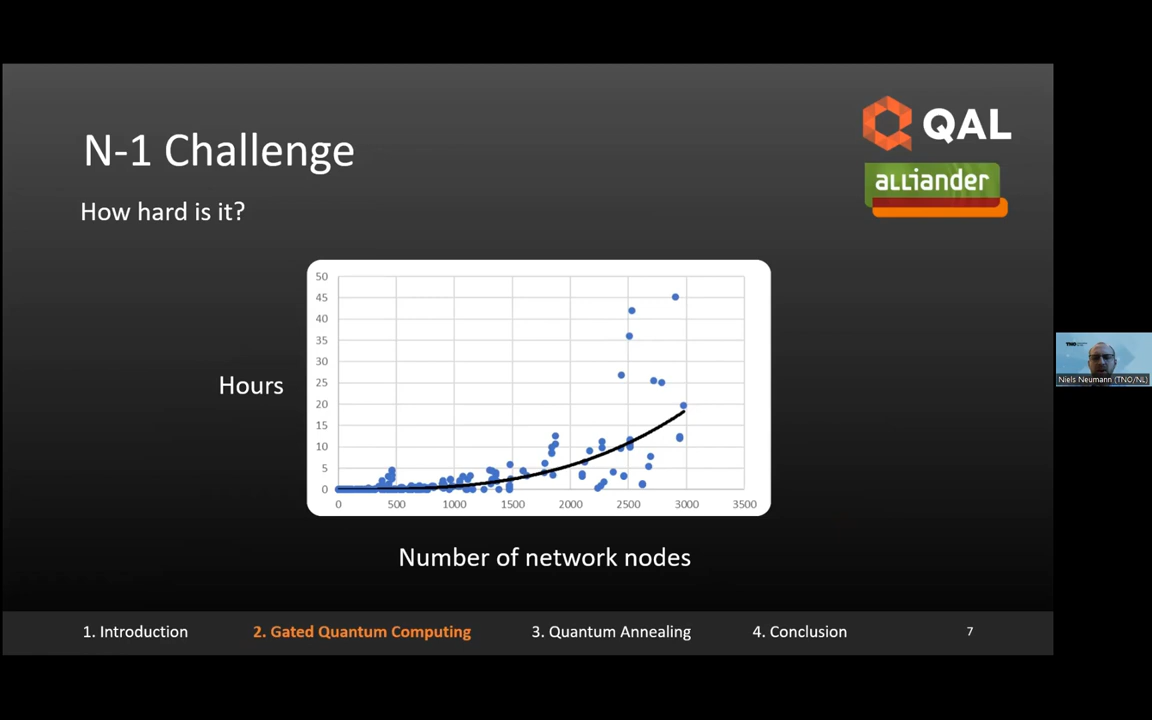 N-1 Challenge
How hard is it?
QAL
alliander
50
45
40
35
30
25
20
15
10
5
0
0 500 1000 1500 2000 2500 3000 3500
Hours
Number of network nodes
TNO
Niels Neumann (TNO/NL)
1. Introduction 2. Gated Quantum Computing 3. Quantum Annealing 4. Conclusion 7